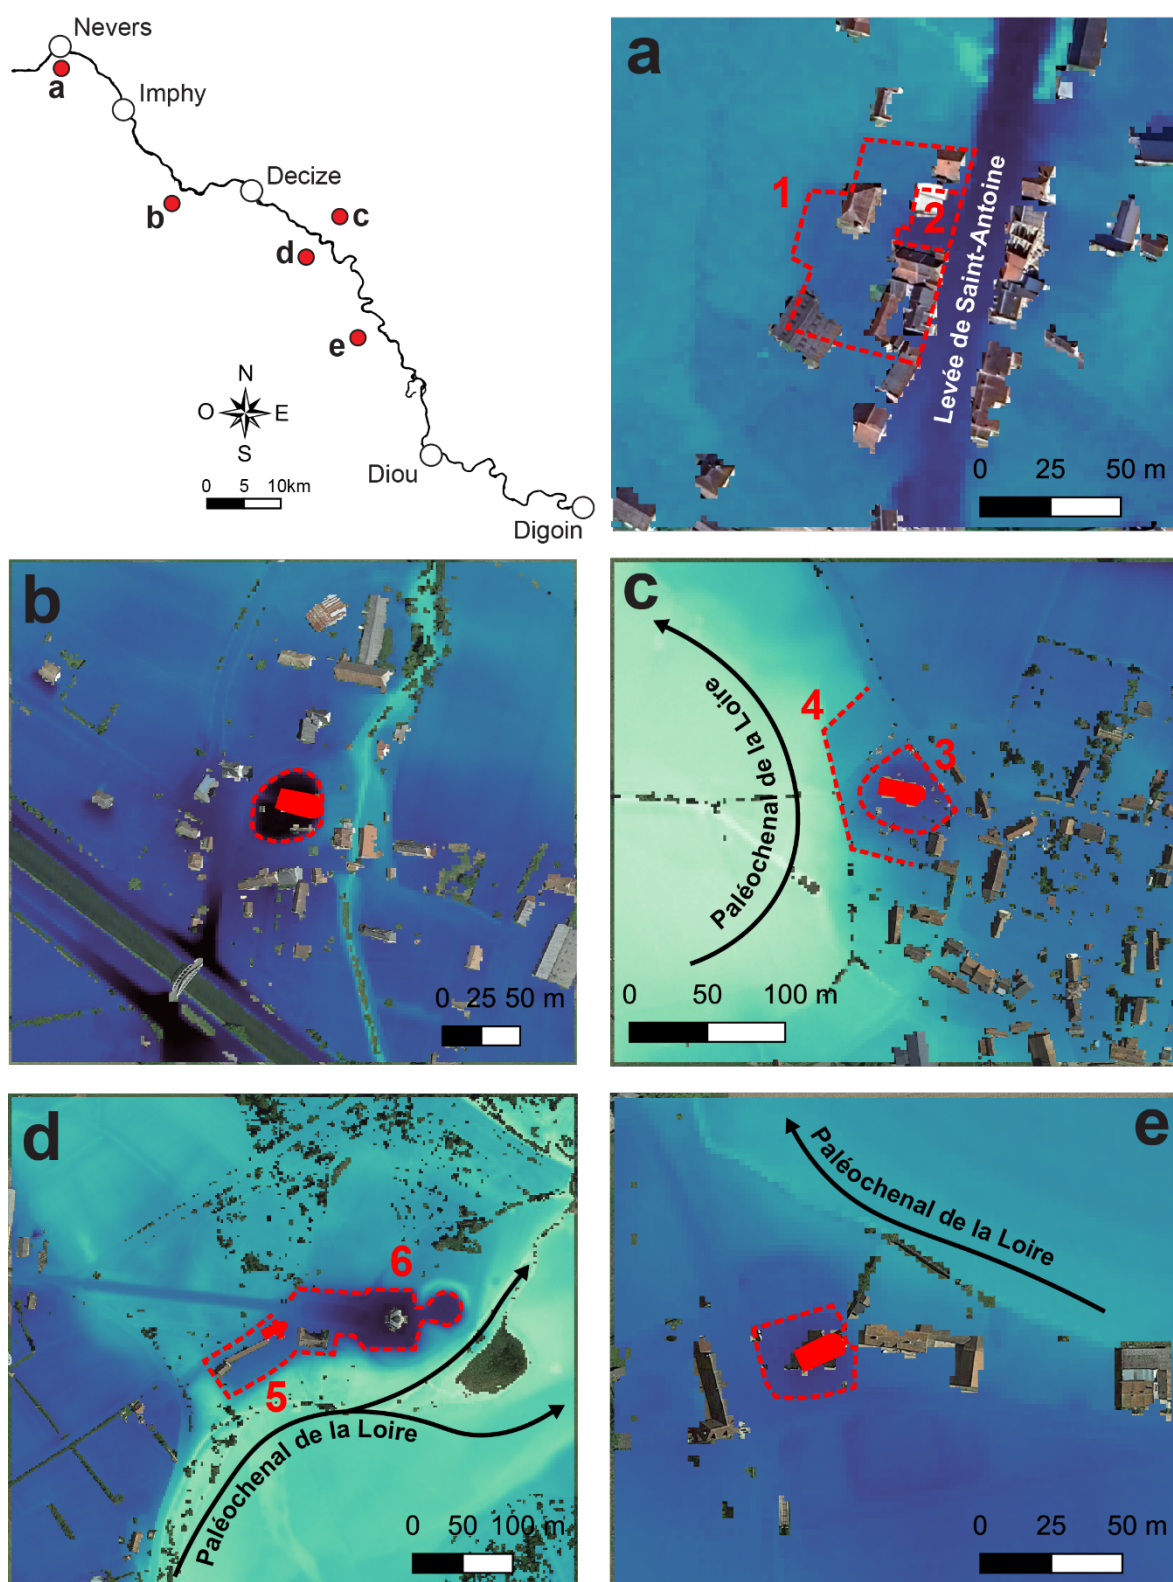 Nevers
a
Imphy
Decize
b
c
d
e
N
O E
S
Diou
0 5 10km
Digoin
a
1
2
Levée de Saint-Antoine
0 25 50 m
b
0 25 50 m
c
4
3
Paléochenal de la Loire
0 50 100 m
d
6
5
Paléochenal de la Loire
0 50 100 m
e
Paléochenal de la Loire
0 25 50 m